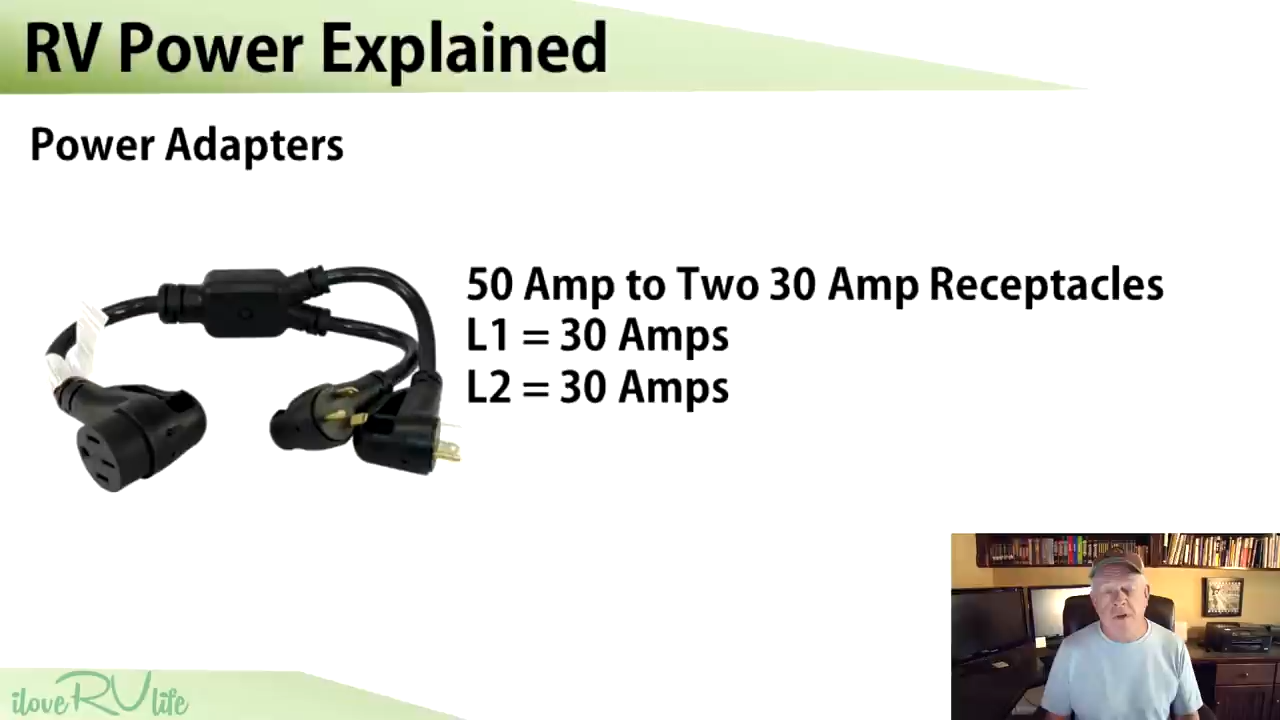 RV Power Explained
Power Adapters
50 Amp to Two 30 Amp Receptacles
L1 = 30 Amps
L2 = 30 Amps
iloveRVlife